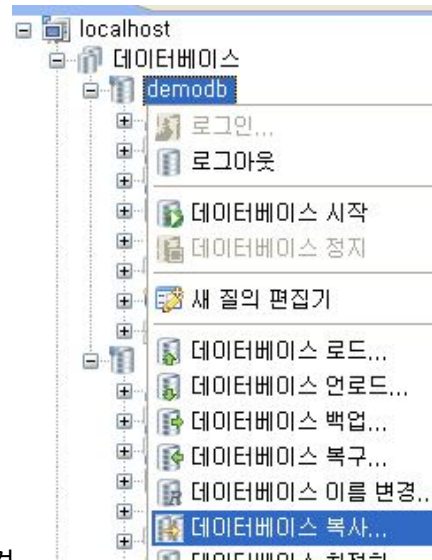 localhost
데이터베이스
demodb
로그인...
로그아웃
데이터베이스 시작
데이터베이스 정지
새 질의 편집기
데이터베이스 로드...
데이터베이스 언로드...
데이터베이스 백업...
데이터베이스 복구...
데이터베이스 이름 변경...
데이터베이스 복사...